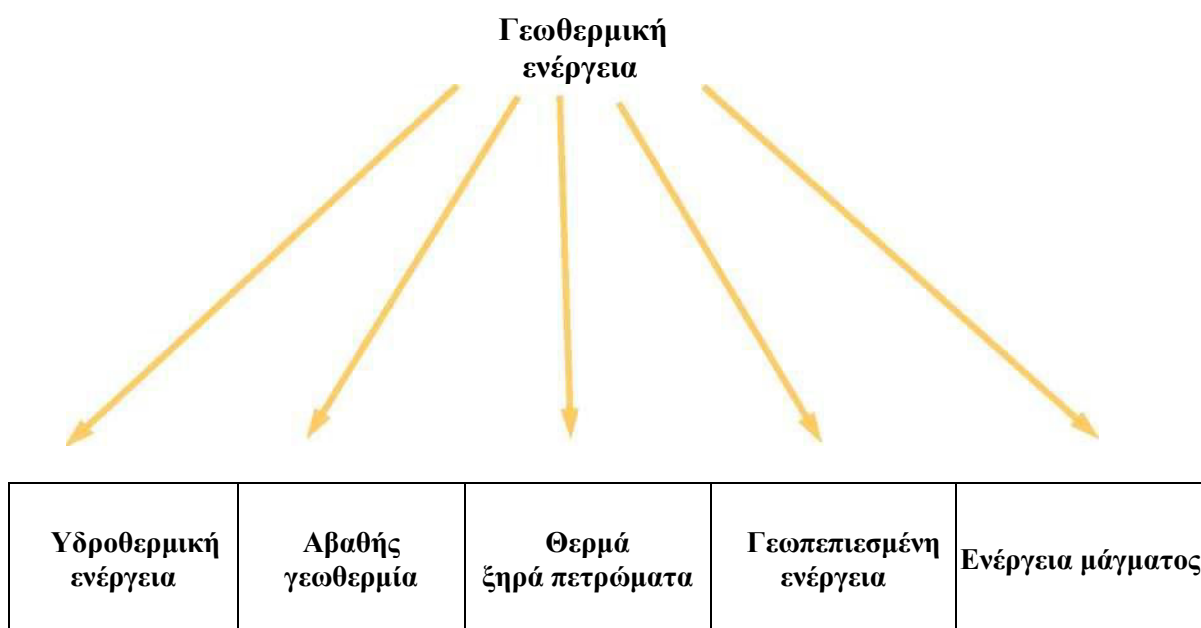 Γεωθερμική
ενέργεια
Υδροθερμική
ενέργεια
Αβαθής
γεωθερμία
Θερμά
ξηρά πετρώματα
Γεωπεπιεσμένη
ενέργεια
Ενέργεια μάγματος